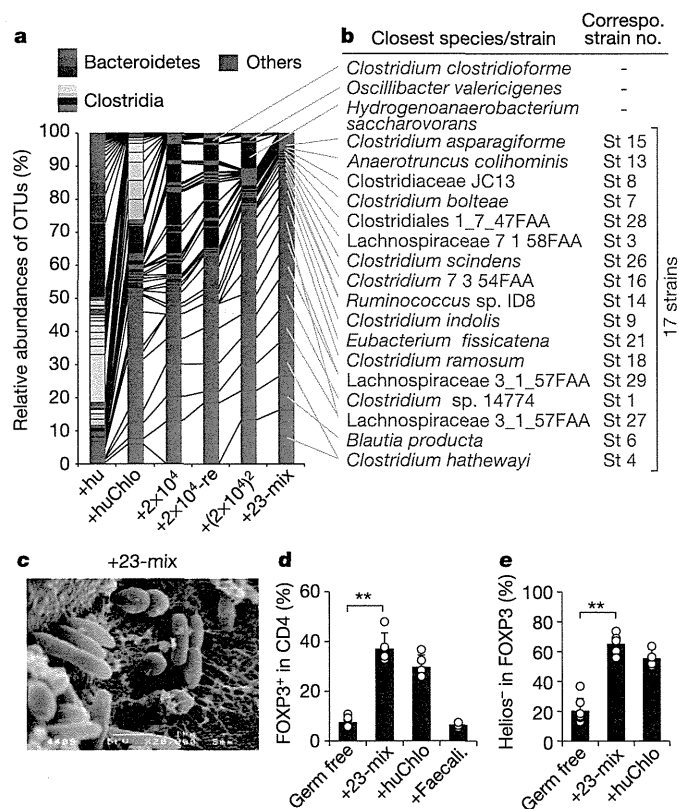 a
Bacteroidetes
Others
Clostridia
Relative abundances of OTUs (%)
100
90
80
70
60
50
40
30
20
10
0
+hu
+huChlo
+2×10⁴
+2×10⁴-re
+(2×10⁴)²
+23-mix
b Closest species/strain Correspo. strain no.
Clostridium clostridioforme -
Oscillibacter valericigenes -
Hydrogenoanaerobacterium -
saccharovorans
Clostridium asparagiforme St 15
Anaerotruncus colihominis St 13
Clostridiaceae JC13 St 8
Clostridium bolteae St 7
Clostridiales 1_7_47FAA St 28
Lachnospiraceae 7 1 58FAA St 3
Clostridium scindens St 26
Clostridium 7 3 54FAA St 16
Ruminococcus sp. ID8 St 14
Clostridium indolis St 9
Eubacterium fissicatena St 21
Clostridium ramosum St 18
Lachnospiraceae 3_1_57FAA St 29
Clostridium sp. 14774 St 1
Lachnospiraceae 3_1_57FAA St 27
Blautia producta St 6
Clostridium hathewayi St 4
17 strains
c
+23-mix
d
FOXP3⁺ in CD4 (%)
60
40
20
0
**
Germ free
+23-mix
+huChlo
+Faecali.
e
Helios⁻ in FOXP3 (%)
100
80
60
40
20
0
**
Germ free
+23-mix
+huChlo